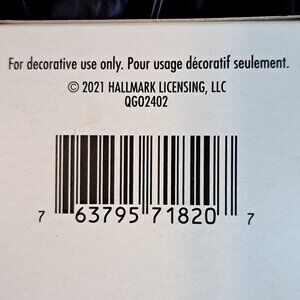 For decorative use only. Pour usage décoratif seulement.
© 2021 HALLMARK LICENSING, LLC
QGO2402
7 63795 71820 7